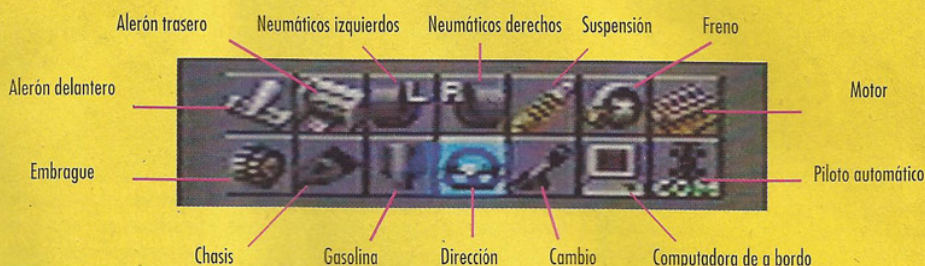 Alerón trasero
Neumáticos izquierdos
Neumáticos derechos
Suspensión
Freno
Alerón delantero
Motor
L
R
Embrague
Piloto automático
COM
Chasis
Gasolina
Dirección
Cambio
Computadora de a bordo